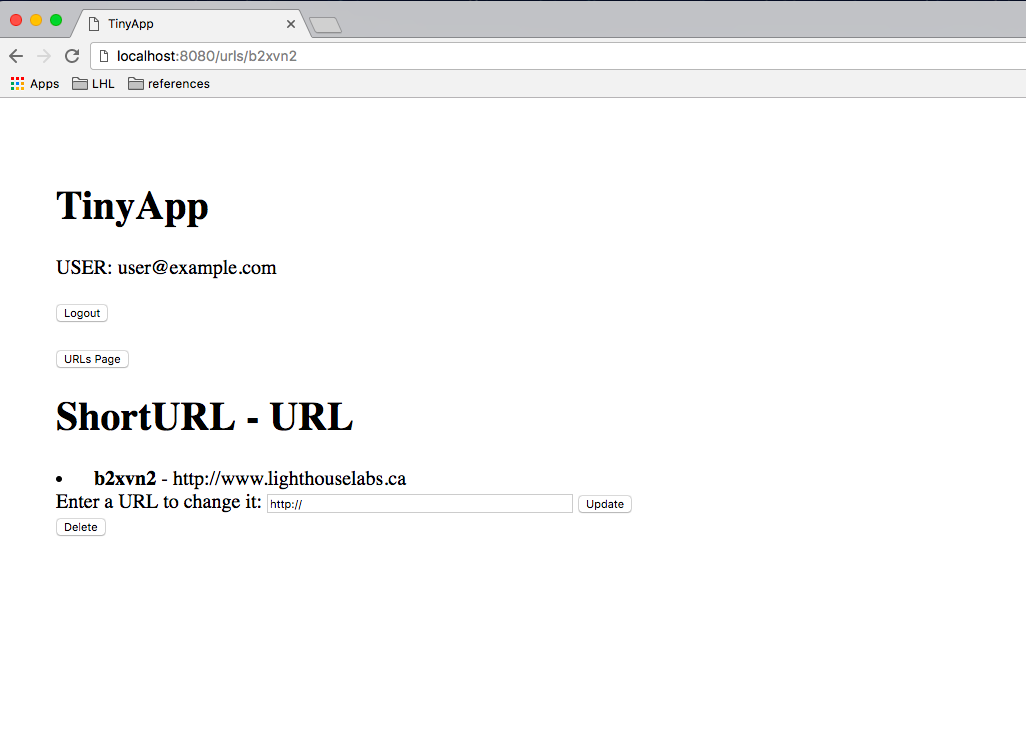 TinyApp
localhost:8080/urls/b2xvn2
Apps LHL references
TinyApp
USER: user@example.com
Logout
URLs Page
ShortURL - URL
• b2xvn2 - http://www.lighthouselabs.ca
Enter a URL to change it: http:// Update
Delete